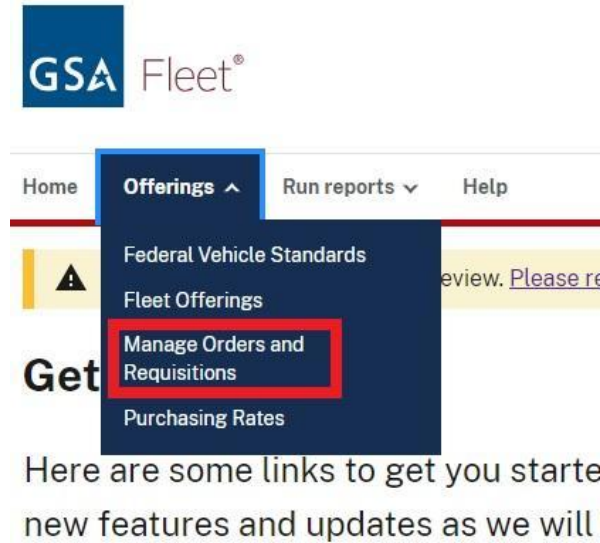 GSA Fleet®
Home Offerings Run reports Help
Federal Vehicle Standards
eview. Please re
Fleet Offerings
Manage Orders and
Requisitions
Get
Purchasing Rates
Here are some links to get you starte
new features and updates as we will